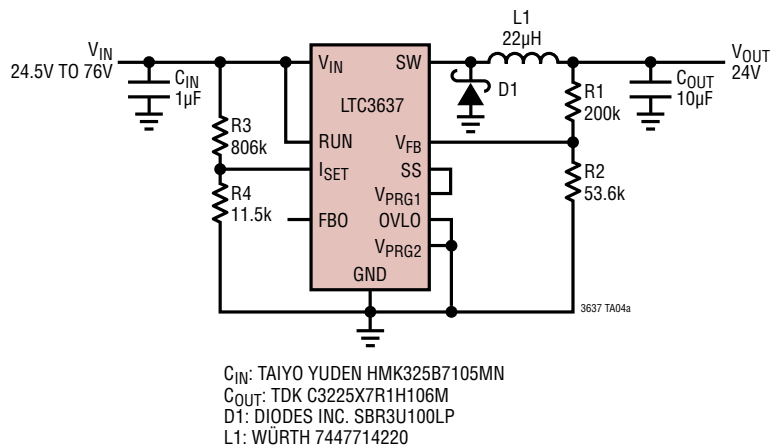 L1
22µH
VIN
24.5V TO 76V
CIN
1µF
VIN
SW
LTC3637
D1
R1
200k
COUT
10µF
VOUT
24V
R3
806k
RUN
VFB
ISET
SS
R2
53.6k
R4
11.5k
VPRG1
FBO
OVLO
VPRG2
GND
3637 TA04a
CIN: TAIYO YUDEN HMK325B7105MN
COUT: TDK C3225X7R1H106M
D1: DIODES INC. SBR3U100LP
L1: WÜRTH 7447714220